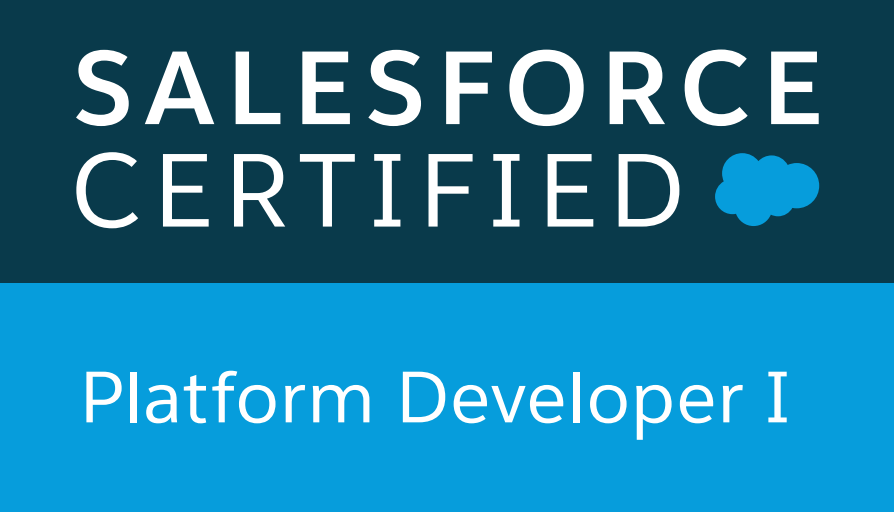 SALESFORCE
CERTIFIED
Platform Developer I